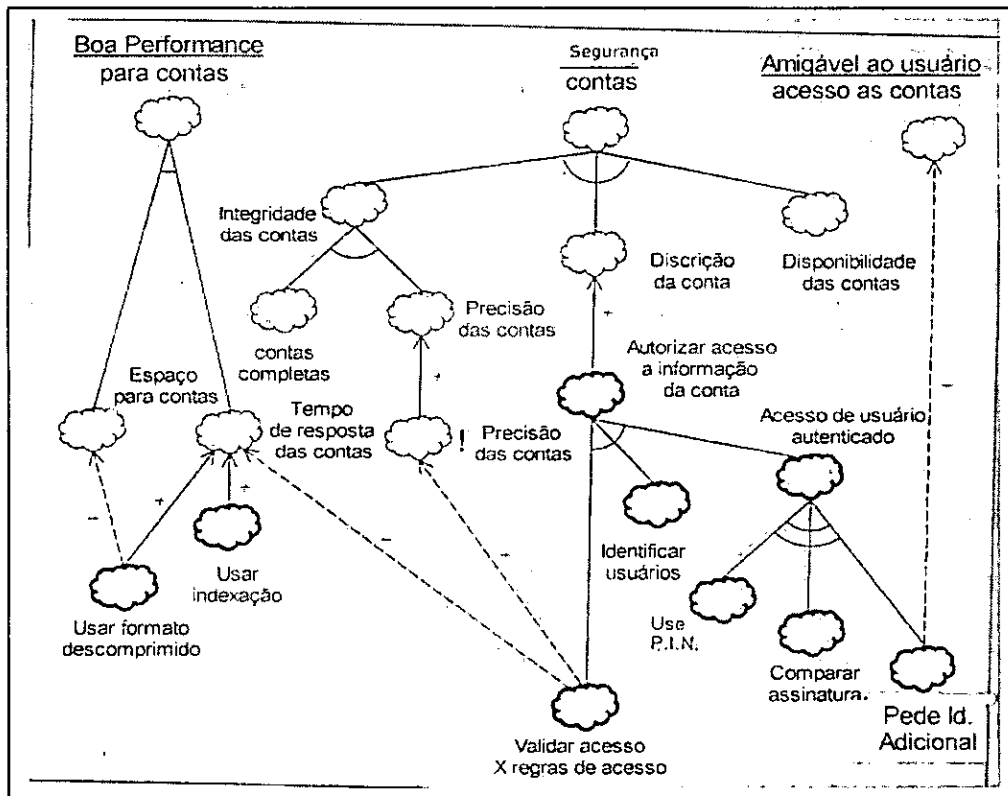 Boa Performance
para contas
Segurança
contas
Amigável ao usuário
acesso as contas
Integridade
das contas
Discrição
da conta
Disponibilidade
das contas
contas
completas
Precisão
das contas
+
+
Autorizar acesso
a informação
da conta
Espaço
para contas
Tempo
de resposta
das contas
! Precisão
das contas
Acesso de usuário
autenticado
-
-
+
+
-
+
Usar
indexação
Usar formato
descomprimido
Identificar
usuários
Use
P.I.N.
Comparar
assinatura.
Pede Id.
Adicional
Validar acesso
X regras de acesso